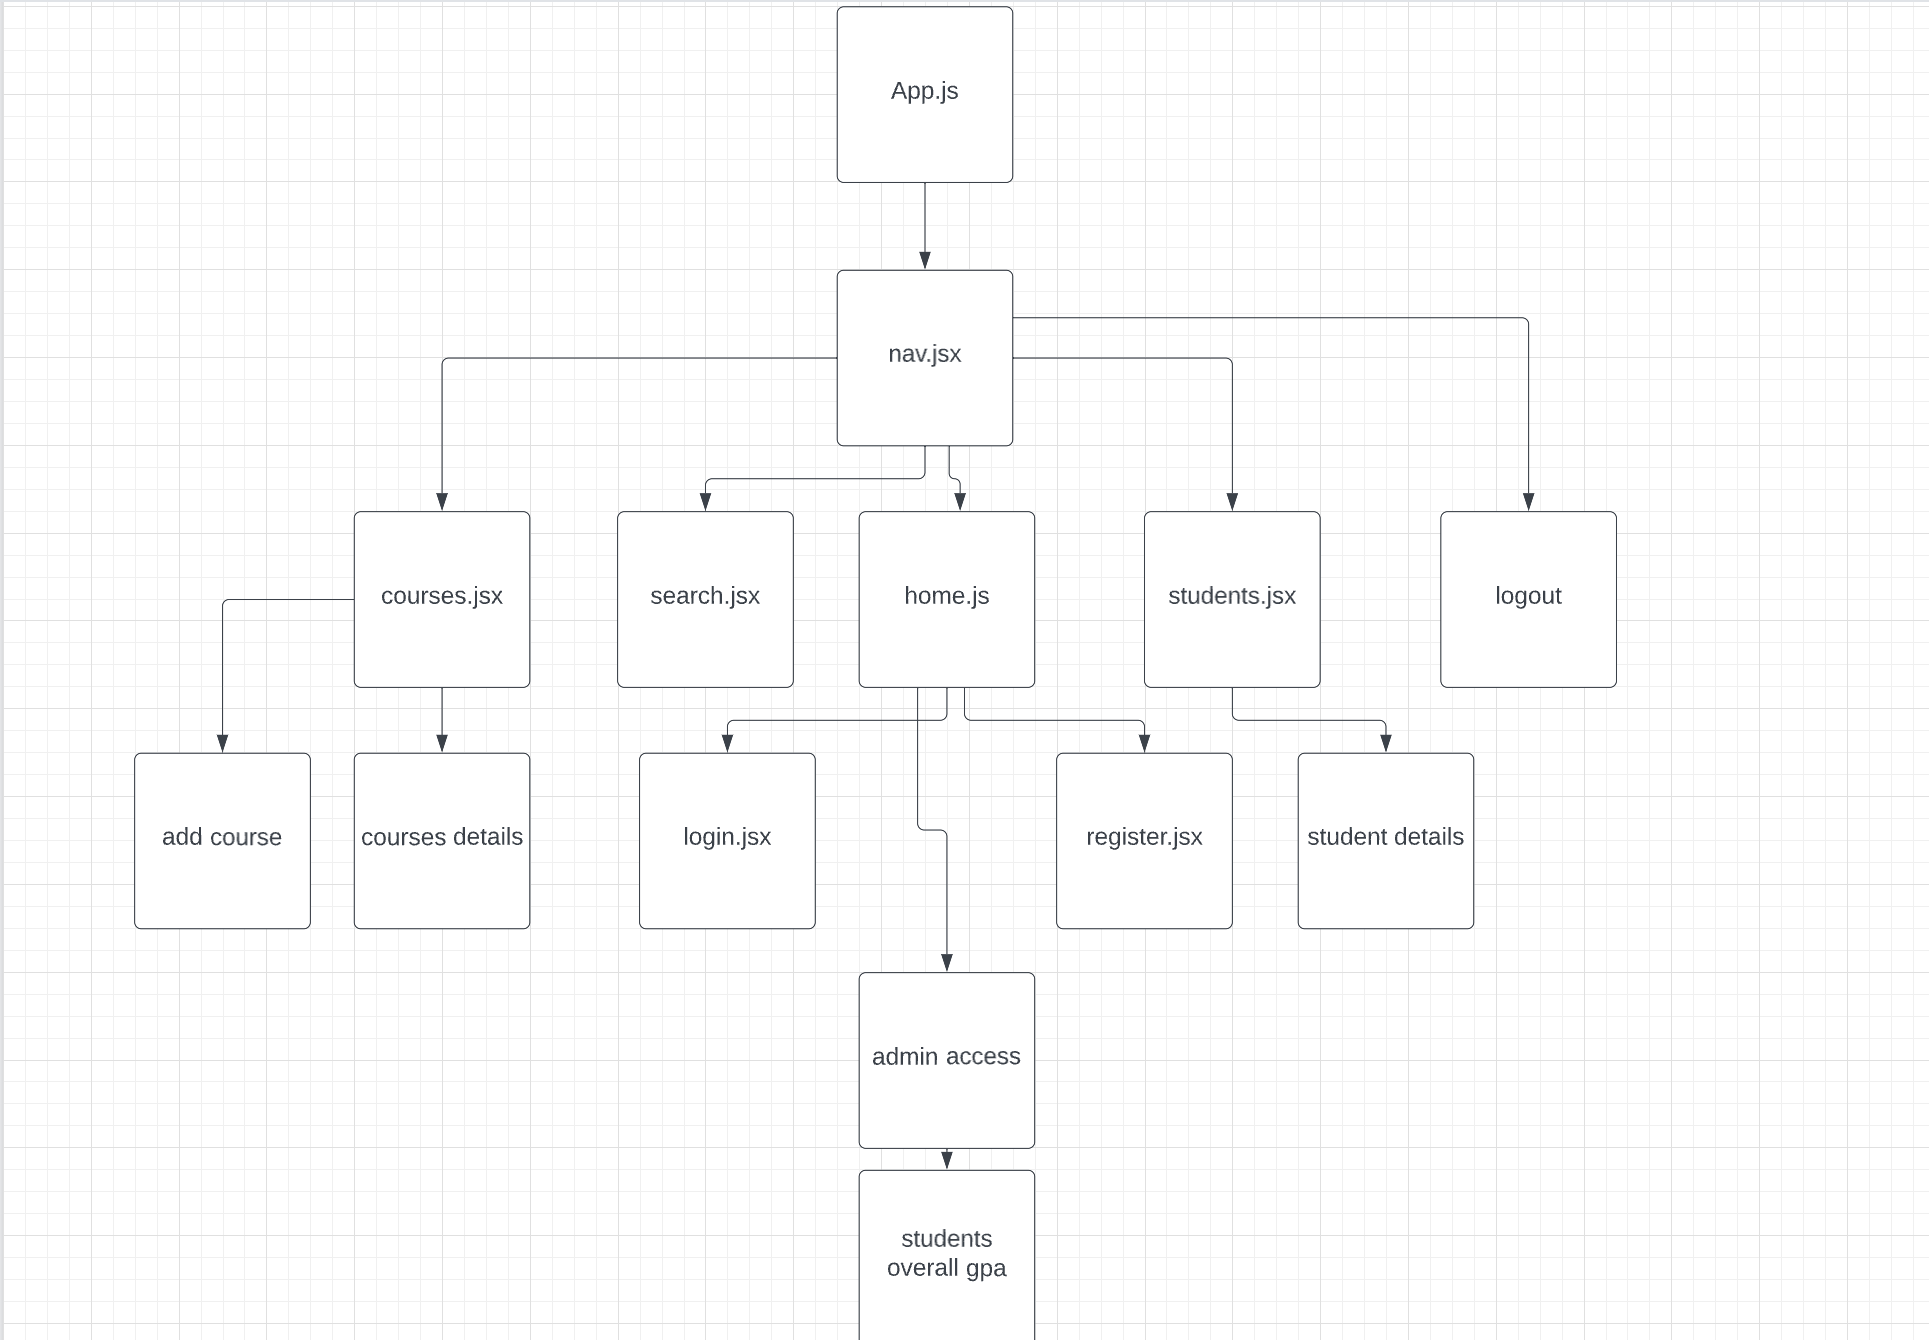 App.js
nav.jsx
courses.jsx
search.jsx
home.js
students.jsx
logout
add course
courses details
login.jsx
register.jsx
student details
admin access
students
overall gpa